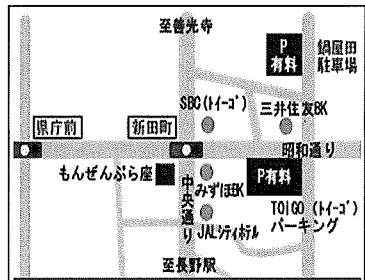 至善光寺
P
有料
鍋屋田
駐車場
SBC(トイーゴ)
三井住友BK
県庁前
新田町
昭和通り
もんぜんぷら座
中央通り
みずほBK
P有料
JALシティホテル
TOiGO (トイーゴ)
パーキング
至長野駅